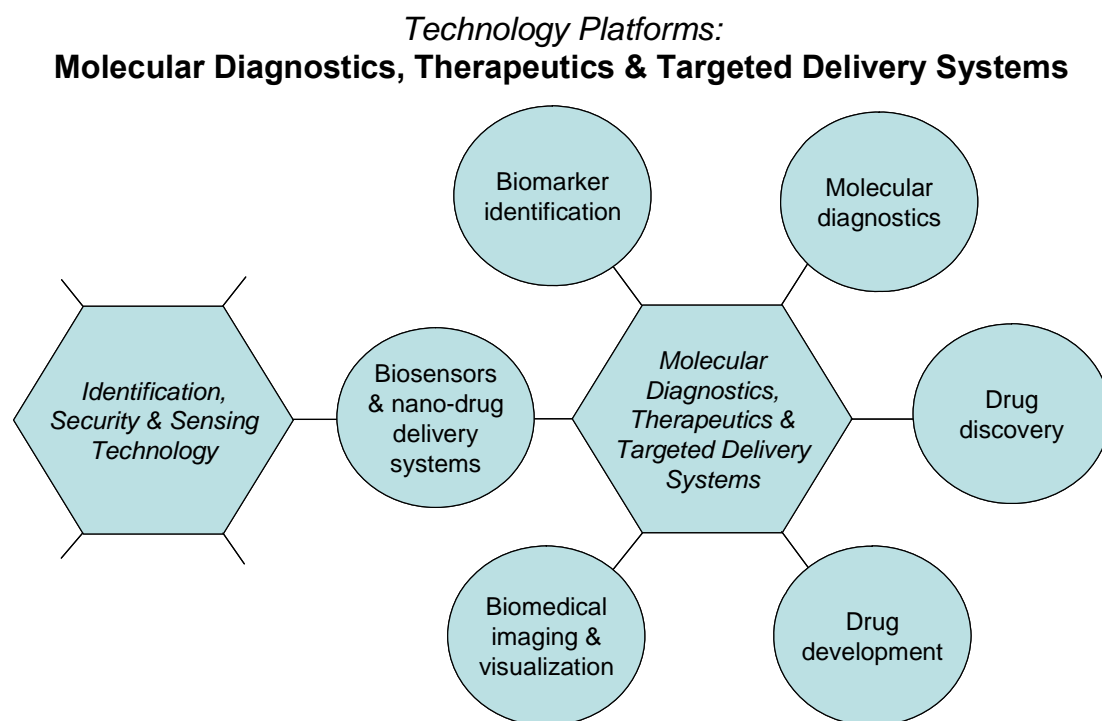 Technology Platforms:
Molecular Diagnostics, Therapeutics & Targeted Delivery Systems
Biomarker
identification
Molecular
diagnostics
Identification,
Security & Sensing
Technology
Biosensors
& nano-drug
delivery
systems
Molecular
Diagnostics,
Therapeutics &
Targeted Delivery
Systems
Drug
discovery
Biomedical
imaging &
visualization
Drug
development